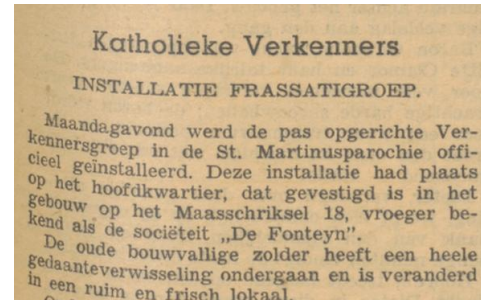 Katholieke Verkenners
INSTALLATIE FRASSATIGROEP.
Maandagavond werd de pas opgerichte Ver-
kennersgroep in de St. Martinusparochie offi-
cieel geïnstalleerd. Deze installatie had plaats
op het hoofdkwartier, dat gevestigd is in het
gebouw op het Maasschriksel 18, vroeger be-
kend als de sociëteit „De Fonteyn”.
De oude bouwvallige zolder heeft een heele
gedaanteverwisseling ondergaan en is veranderd
in een ruim en frisch lokaal.